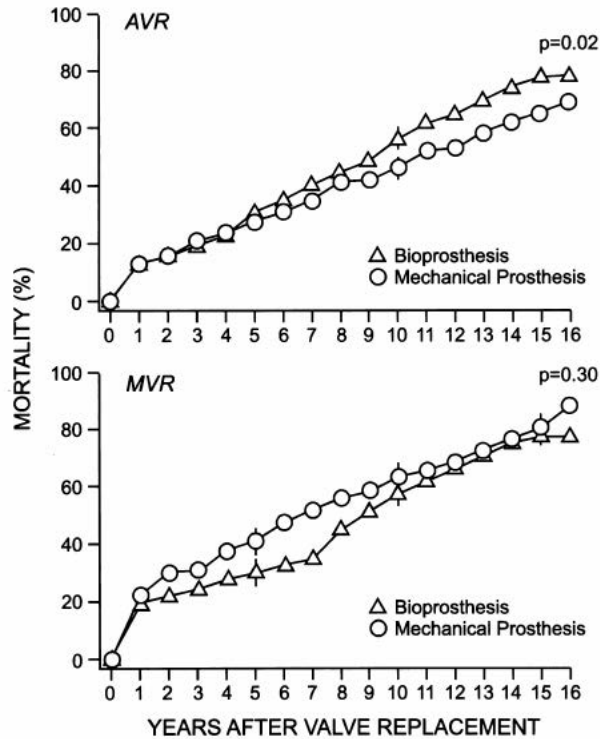 AVR
p=0.02
100
80
60
40
20
0
Bioprosthesis
Mechanical Prosthesis
0 1 2 3 4 5 6 7 8 9 10 11 12 13 14 15 16
MORTALITY (%)
MVR
p=0.30
100
80
60
40
20
0
Bioprosthesis
Mechanical Prosthesis
0 1 2 3 4 5 6 7 8 9 10 11 12 13 14 15 16
YEARS AFTER VALVE REPLACEMENT